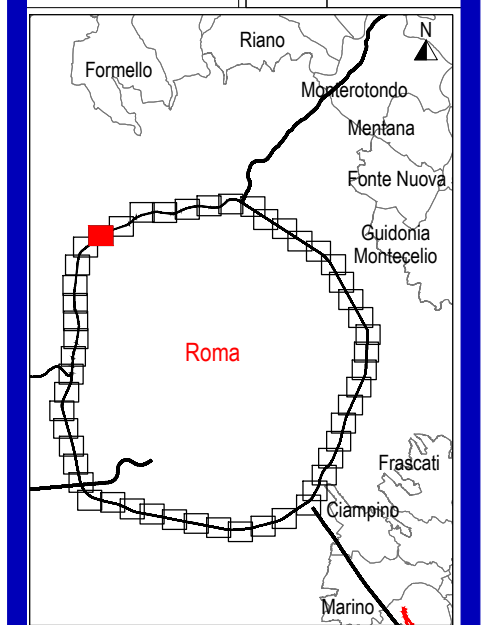 N
Riano
Formello
Monterotondo
Mentana
Fonte Nuova
Guidonia
Montecelio
Roma
Frascati
Ciampino
Marino